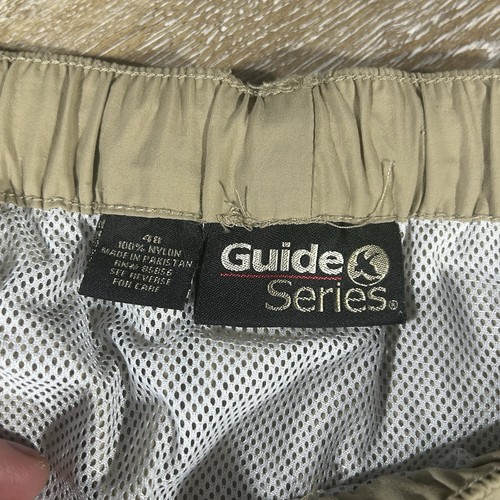 48
100% NYLON
MADE IN PAKISTAN
RN# 85856
SEE REVERSE
FOR CARE
Guide
Series®